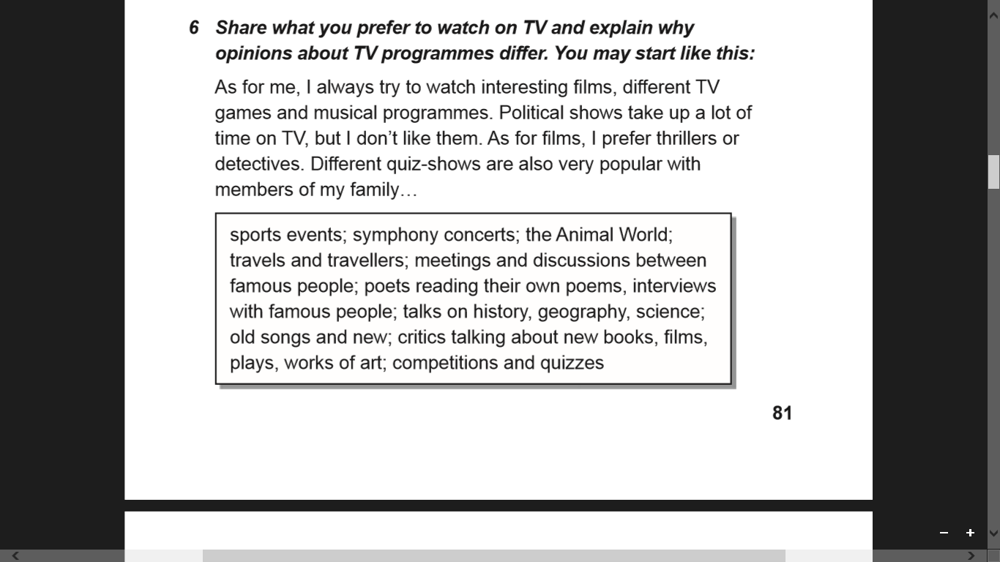 6 Share what you prefer to watch on TV and explain why
opinions about TV programmes differ. You may start like this:
As for me, I always try to watch interesting films, different TV
games and musical programmes. Political shows take up a lot of
time on TV, but I don’t like them. As for films, I prefer thrillers or
detectives. Different quiz-shows are also very popular with
members of my family…
sports events; symphony concerts; the Animal World;
travels and travellers; meetings and discussions between
famous people; poets reading their own poems, interviews
with famous people; talks on history, geography, science;
old songs and new; critics talking about new books, films,
plays, works of art; competitions and quizzes
81